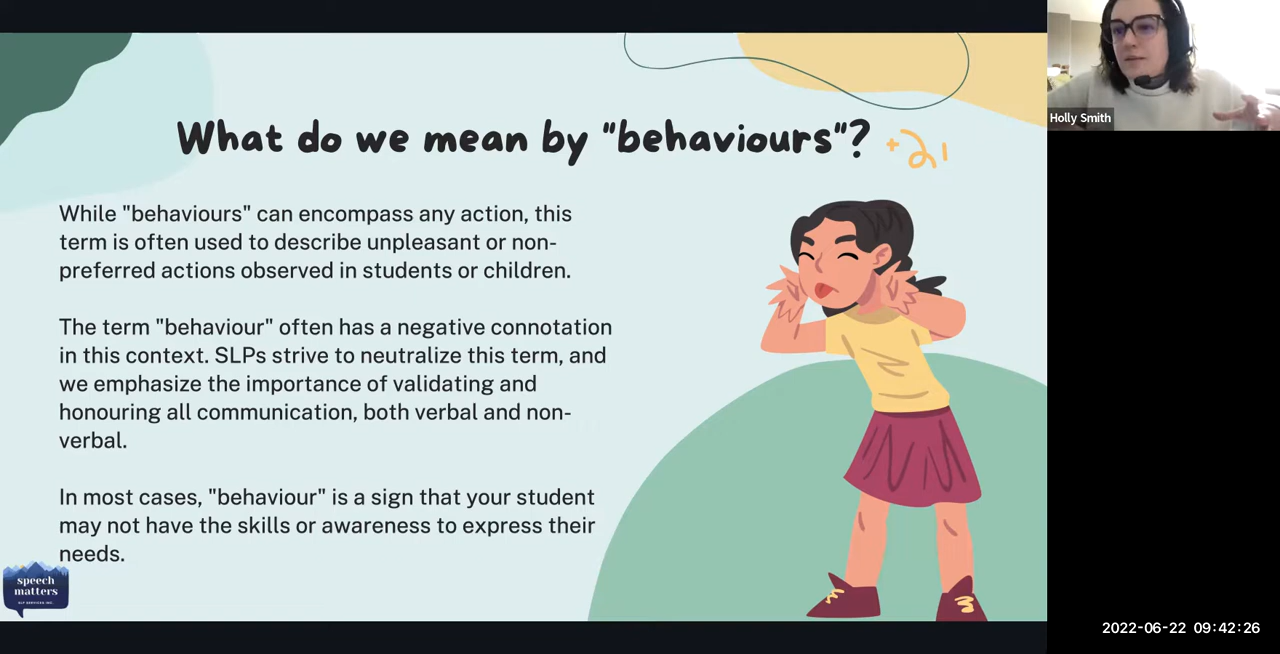 What do we mean by "behaviours"?
While "behaviours" can encompass any action, this
term is often used to describe unpleasant or non-
preferred actions observed in students or children.
The term "behaviour" often has a negative connotation
in this context. SLPs strive to neutralize this term, and
we emphasize the importance of validating and
honouring all communication, both verbal and non-
verbal.
In most cases, "behaviour" is a sign that your student
may not have the skills or awareness to express their
needs.
speech
matters
SLP SERVICES INC.
Holly Smith
2022-06-22 09:42:26